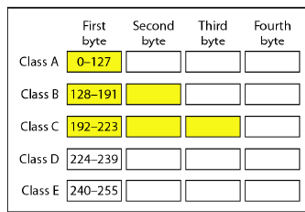 First Second Third Fourth
byte byte byte byte
Class A 0–127
Class B 128–191
Class C 192–223
Class D 224–239
Class E 240–255